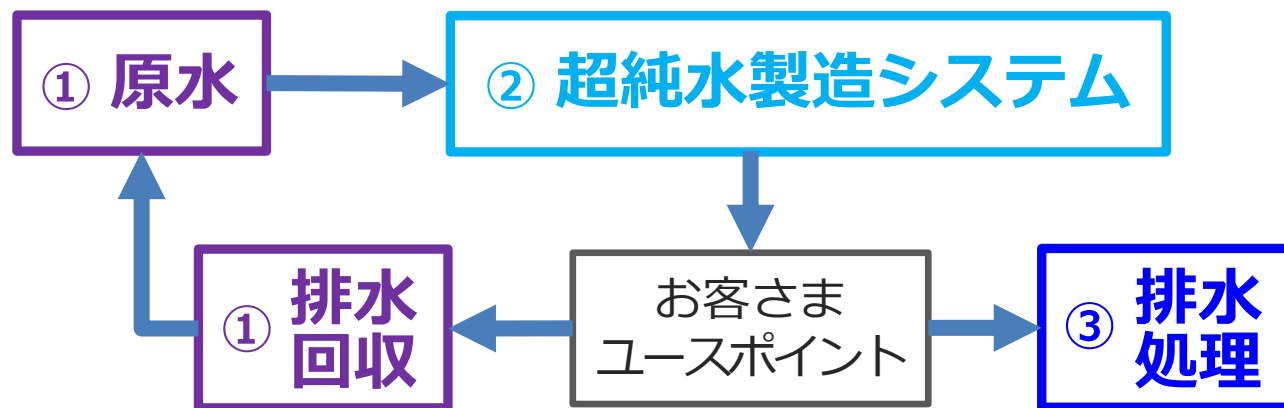 ① 原水
② 超純水製造システム
① 排水
回収
お客さま
ユースポイント
③ 排水
処理